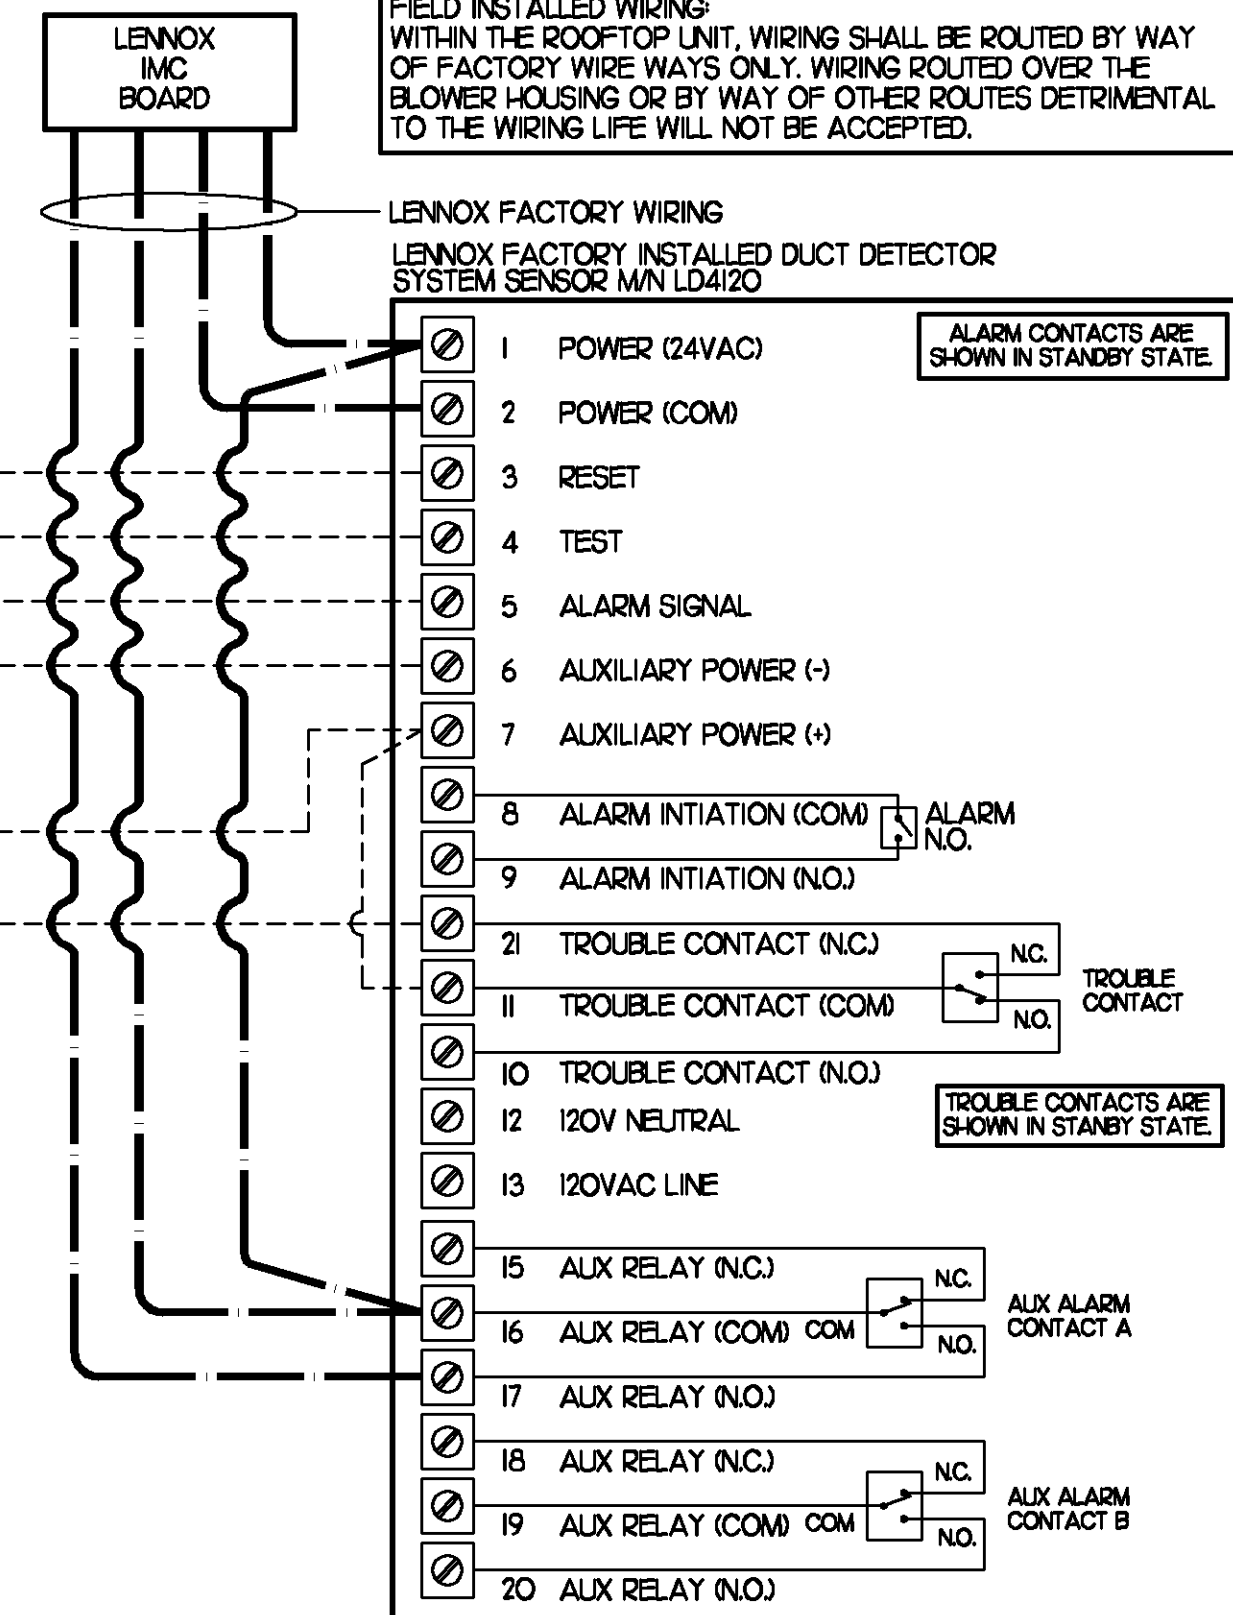 LENNOX
IMC
BOARD
FIELD INSTALLED WIRING:
WITHIN THE ROOFTOP UNIT, WIRING SHALL BE ROUTED BY WAY
OF FACTORY WIRE WAYS ONLY. WIRING ROUTED OVER THE
BLOWER HOUSING OR BY WAY OF OTHER ROUTES DETRIMENTAL
TO THE WIRING LIFE WILL NOT BE ACCEPTED.
LENNOX FACTORY WIRING
LENNOX FACTORY INSTALLED DUCT DETECTOR
SYSTEM SENSOR M/N LD4120
ALARM CONTACTS ARE
SHOWN IN STANDBY STATE.
1 POWER (24VAC)
2 POWER (COM)
3 RESET
4 TEST
5 ALARM SIGNAL
6 AUXILIARY POWER (-)
7 AUXILIARY POWER (+)
8 ALARM INTIATION (COM)
ALARM
N.O.
9 ALARM INTIATION (N.O.)
21 TROUBLE CONTACT (N.C.)
N.C.
TROUBLE
CONTACT
11 TROUBLE CONTACT (COM)
N.O.
10 TROUBLE CONTACT (N.O.)
TROUBLE CONTACTS ARE
SHOWN IN STANBY STATE.
12 120V NEUTRAL
13 120VAC LINE
15 AUX RELAY (N.C.)
N.C.
AUX ALARM
CONTACT A
16 AUX RELAY (COM) COM
N.O.
17 AUX RELAY (N.O.)
18 AUX RELAY (N.C.)
N.C.
AUX ALARM
CONTACT B
19 AUX RELAY (COM) COM
N.O.
20 AUX RELAY (N.O.)